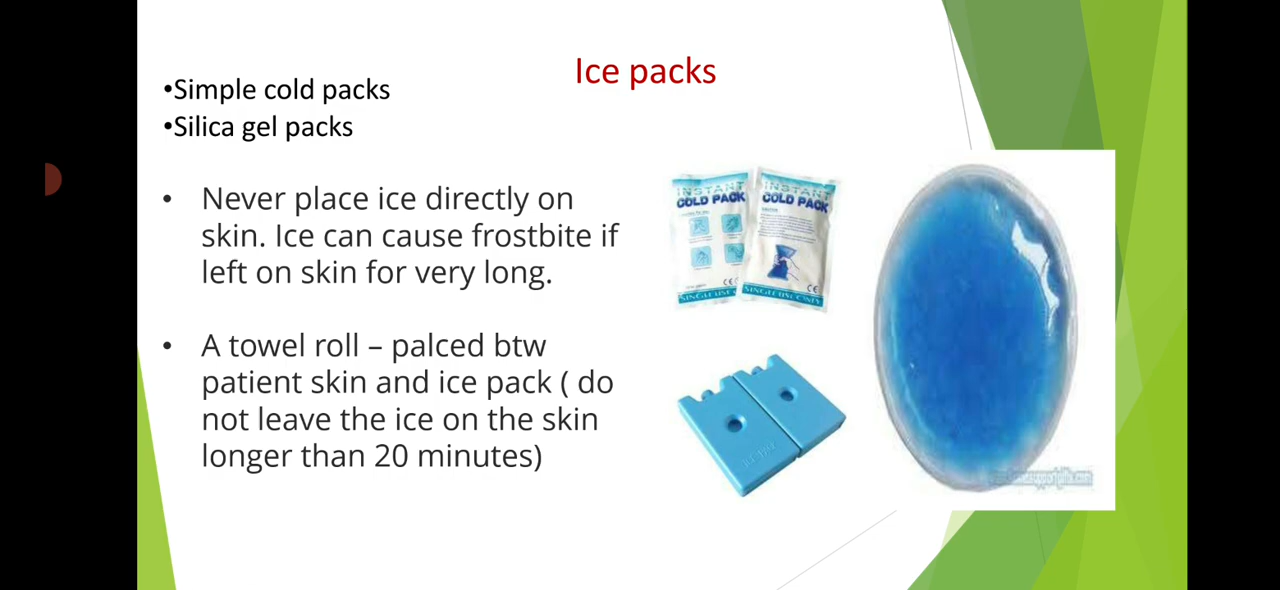 Ice packs
•Simple cold packs
•Silica gel packs
• Never place ice directly on
skin. Ice can cause frostbite if
left on skin for very long.
• A towel roll – palced btw
patient skin and ice pack ( do
not leave the ice on the skin
longer than 20 minutes)
INSTANT
COLD PACK
SINGLE USE
INSTANT
COLD PACK
SINGLE USE ONLY